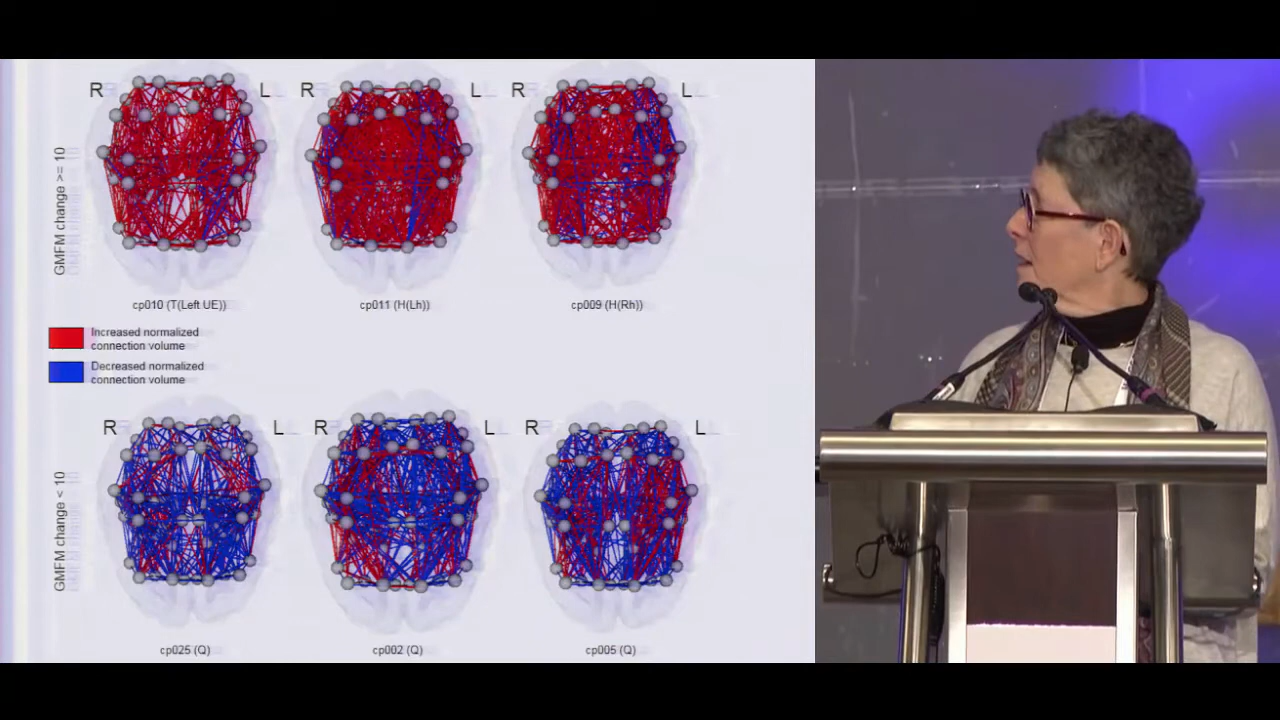 R L R L R L
GMFM change >= 10
cp010 (T(Left UE)) cp011 (H(Lh)) cp009 (H(Rh))
Increased normalized
connection volume
Decreased normalized
connection volume
R L R L R L
GMFM change < 10
cp025 (Q) cp002 (Q) cp005 (Q)